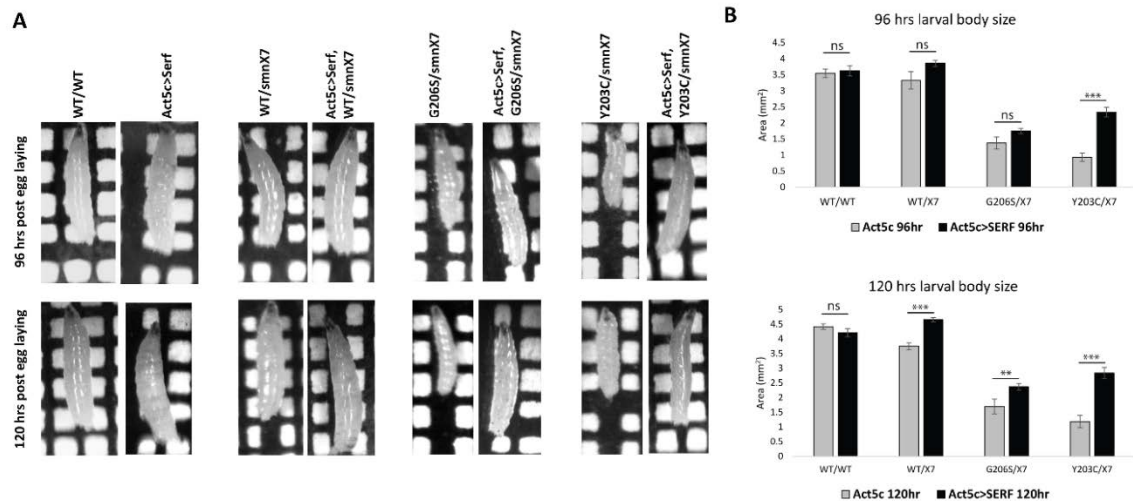 A
WT/WT
Act5c>Serf
WT/smnX7
Act5c>Serf,
WT/smnX7
G206S/smnX7
Act5c>Serf,
G206S/smnX7
Y203C/smnX7
Act5c>Serf,
Y203C/smnX7
96 hrs post egg laying
120 hrs post egg laying
B
96 hrs larval body size
4.5
4
3.5
3
2.5
2
1.5
1
0.5
0
Area (mm²)
ns
ns
ns
***
WT/WT
WT/X7
G206S/X7
Y203C/X7
Act5c 96hr
Act5c>SERF 96hr
120 hrs larval body size
5
4.5
4
3.5
3
2.5
2
1.5
1
0.5
0
Area (mm²)
ns
***
**
***
WT/WT
WT/X7
G206S/X7
Y203C/X7
Act5c 120hr
Act5c>SERF 120hr